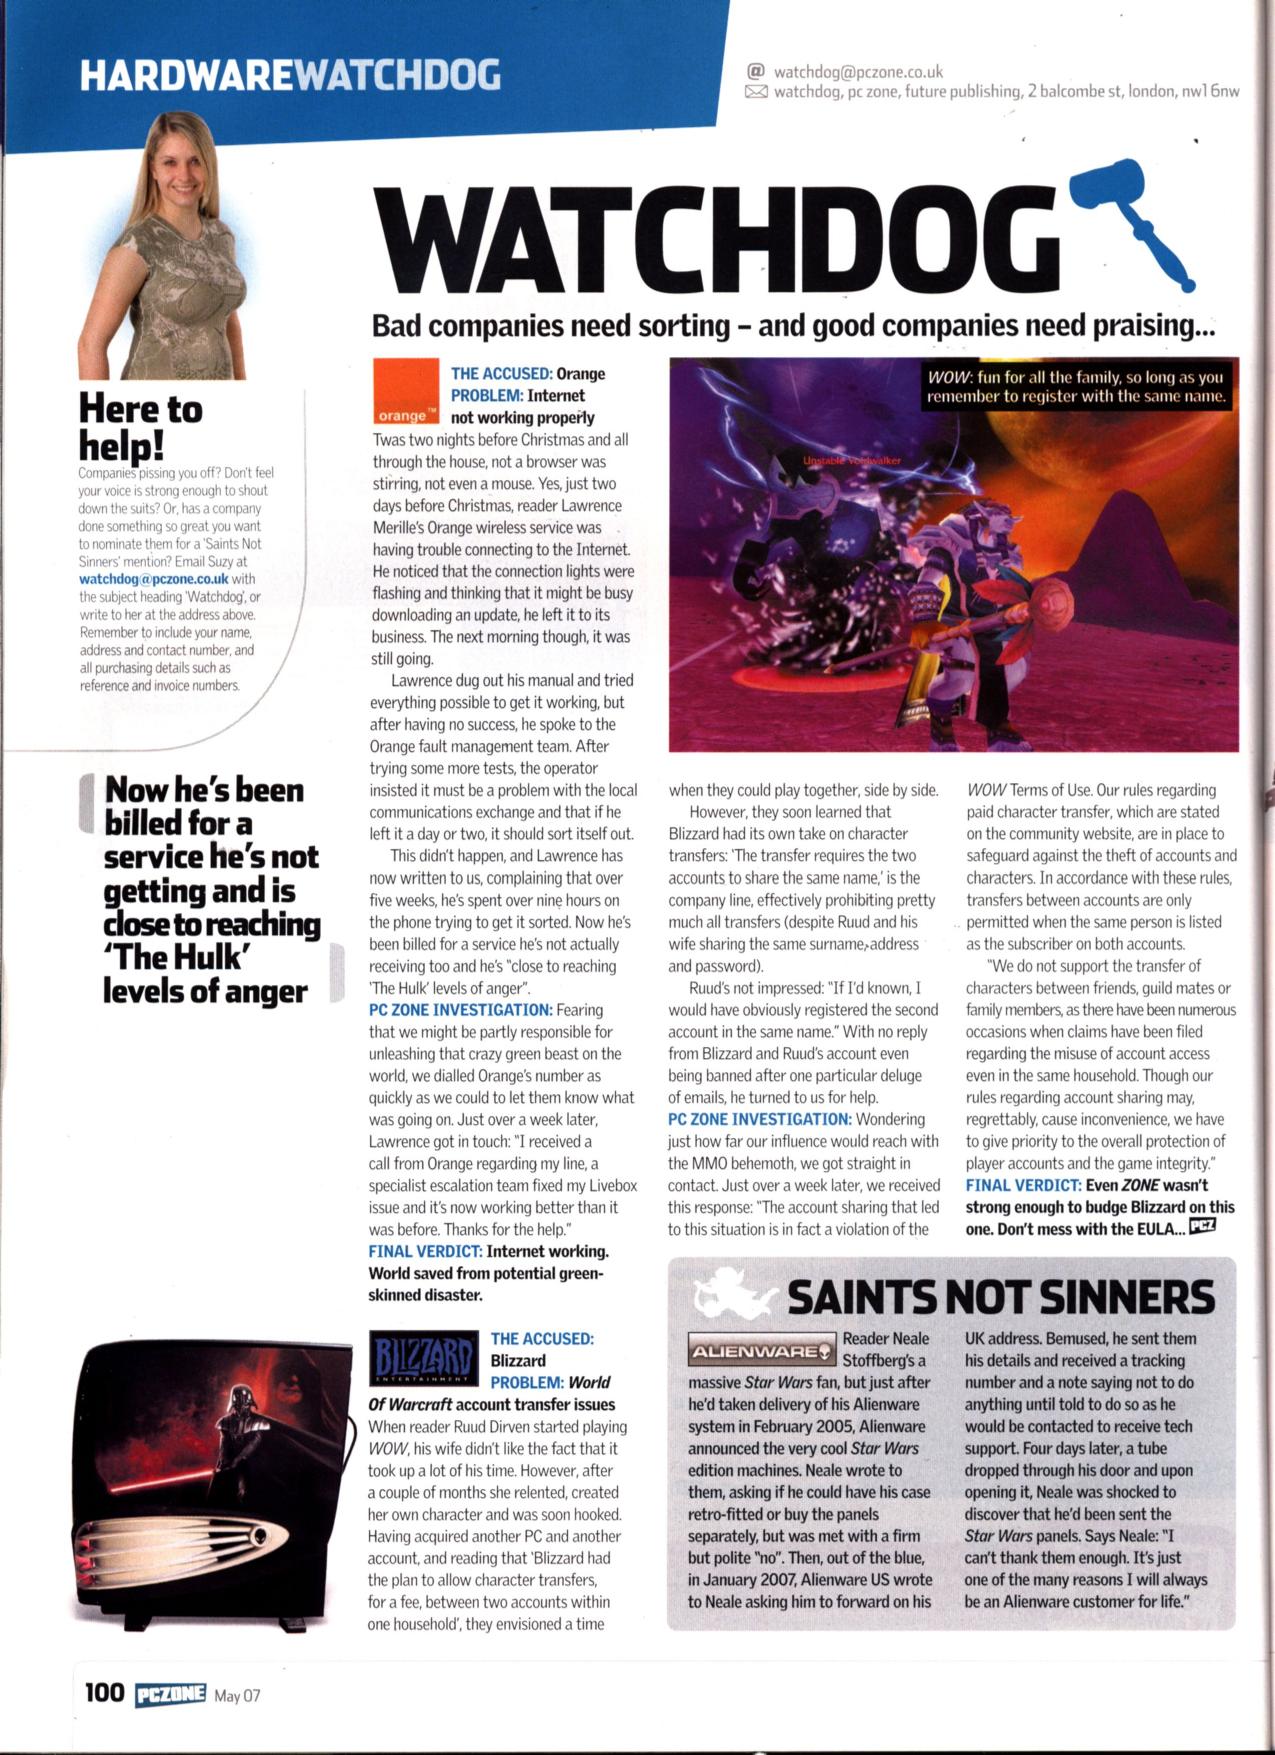 HARDWAREWATCHDOG
@ watchdog@pczone.co.uk
watchdog, pc zone, future publishing, 2 balcombe st, london, nw1 6nw
WATCHDOG
Bad companies need sorting – and good companies need praising...
Here to
help!
Companies pissing you off? Don't feel
your voice is strong enough to shout
down the suits? Or, has a company
done something so great you want
to nominate them for a 'Saints Not
Sinners' mention? Email Suzy at
watchdog@pczone.co.uk with
the subject heading 'Watchdog', or
write to her at the address above.
Remember to include your name,
address and contact number, and
all purchasing details such as
reference and invoice numbers.
Now he's been
billed for a
service he's not
getting and is
close to reaching
'The Hulk'
levels of anger
orange™
THE ACCUSED: Orange
PROBLEM: Internet
not working properly
Twas two nights before Christmas and all
through the house, not a browser was
stirring, not even a mouse. Yes, just two
days before Christmas, reader Lawrence
Merille's Orange wireless service was
having trouble connecting to the Internet.
He noticed that the connection lights were
flashing and thinking that it might be busy
downloading an update, he left it to its
business. The next morning though, it was
still going.
Lawrence dug out his manual and tried
everything possible to get it working, but
after having no success, he spoke to the
Orange fault management team. After
trying some more tests, the operator
insisted it must be a problem with the local
communications exchange and that if he
left it a day or two, it should sort itself out.
This didn't happen, and Lawrence has
now written to us, complaining that over
five weeks, he's spent over nine hours on
the phone trying to get it sorted. Now he's
been billed for a service he's not actually
receiving too and he's "close to reaching
'The Hulk' levels of anger".
PC ZONE INVESTIGATION: Fearing
that we might be partly responsible for
unleashing that crazy green beast on the
world, we dialled Orange's number as
quickly as we could to let them know what
was going on. Just over a week later,
Lawrence got in touch: "I received a
call from Orange regarding my line, a
specialist escalation team fixed my Livebox
issue and it's now working better than it
was before. Thanks for the help."
FINAL VERDICT: Internet working.
World saved from potential green-
skinned disaster.
BLIZZARD
ENTERTAINMENT
THE ACCUSED:
Blizzard
PROBLEM: World
Of Warcraft account transfer issues
When reader Ruud Dirven started playing
WOW, his wife didn't like the fact that it
took up a lot of his time. However, after
a couple of months she relented, created
her own character and was soon hooked.
Having acquired another PC and another
account, and reading that 'Blizzard had
the plan to allow character transfers,
for a fee, between two accounts within
one household', they envisioned a time
WOW: fun for all the family, so long as you
remember to register with the same name.
Unstable Voidwalker
when they could play together, side by side.
However, they soon learned that
Blizzard had its own take on character
transfers: 'The transfer requires the two
accounts to share the same name,' is the
company line, effectively prohibiting pretty
much all transfers (despite Ruud and his
wife sharing the same surname, address
and password).
Ruud's not impressed: "If I'd known, I
would have obviously registered the second
account in the same name." With no reply
from Blizzard and Ruud's account even
being banned after one particular deluge
of emails, he turned to us for help.
PC ZONE INVESTIGATION: Wondering
just how far our influence would reach with
the MMO behemoth, we got straight in
contact. Just over a week later, we received
this response: "The account sharing that led
to this situation is in fact a violation of the
WOW Terms of Use. Our rules regarding
paid character transfer, which are stated
on the community website, are in place to
safeguard against the theft of accounts and
characters. In accordance with these rules,
transfers between accounts are only
permitted when the same person is listed
as the subscriber on both accounts.
"We do not support the transfer of
characters between friends, guild mates or
family members, as there have been numerous
occasions when claims have been filed
regarding the misuse of account access
even in the same household. Though our
rules regarding account sharing may,
regrettably, cause inconvenience, we have
to give priority to the overall protection of
player accounts and the game integrity."
FINAL VERDICT: Even ZONE wasn't
strong enough to budge Blizzard on this
one. Don't mess with the EULA... PCZ
SAINTS NOT SINNERS
ALIENWARE
Reader Neale
Stoffberg's a
massive Star Wars fan, but just after
he'd taken delivery of his Alienware
system in February 2005, Alienware
announced the very cool Star Wars
edition machines. Neale wrote to
them, asking if he could have his case
retro-fitted or buy the panels
separately, but was met with a firm
but polite "no". Then, out of the blue,
in January 2007, Alienware US wrote
to Neale asking him to forward on his
UK address. Bemused, he sent them
his details and received a tracking
number and a note saying not to do
anything until told to do so as he
would be contacted to receive tech
support. Four days later, a tube
dropped through his door and upon
opening it, Neale was shocked to
discover that he'd been sent the
Star Wars panels. Says Neale: "I
can't thank them enough. It's just
one of the many reasons I will always
be an Alienware customer for life."
100 PCZONE May 07